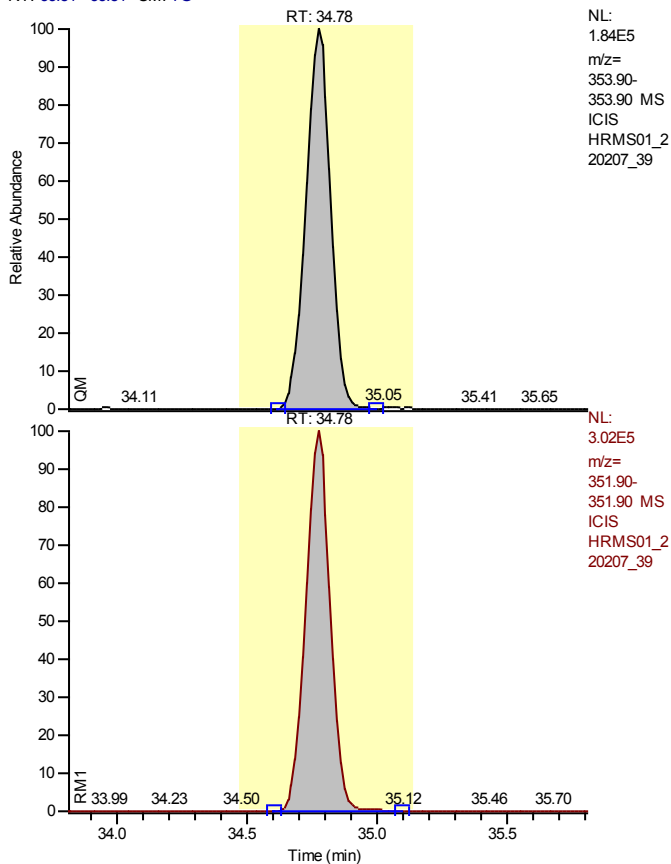 RT: 34.78
NL:
1.84E5
m/z=
353.90-
353.90 MS
ICIS
HRMS01_2
20207_39
100
90
80
70
60
50
40
30
20
10
0
Relative Abundance
QM
34.11
35.05
35.41
35.65
RT: 34.78
NL:
3.02E5
m/z=
351.90-
351.90 MS
ICIS
HRMS01_2
20207_39
100
90
80
70
60
50
40
30
20
10
0
RM1
33.99
34.23
34.50
35.12
35.46
35.70
34.0
34.5
35.0
35.5
Time (min)